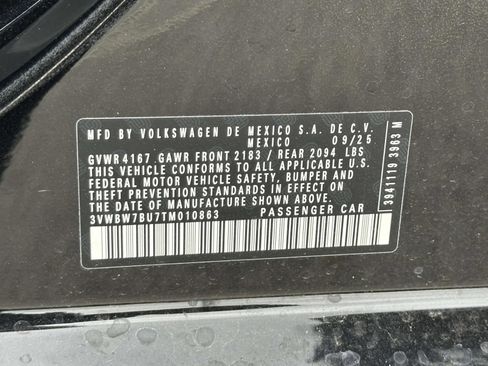 MFD BY VOLKSWAGEN DE MEXICO S.A. DE C.V.
MEXICO 09/25
GVWR 4167 GAWR FRONT 2183 / REAR 2094 LBS
THIS VEHICLE CONFORMS TO ALL APPLICABLE U.S.
FEDERAL MOTOR VEHICLE SAFETY, BUMPER AND
THEFT PREVENTION STANDARDS IN EFFECT ON
THE DATE OF MANUFACTURE SHOWN ABOVE.
3VWBW7BU7TM010863 PASSENGER CAR
3941119 3963 M